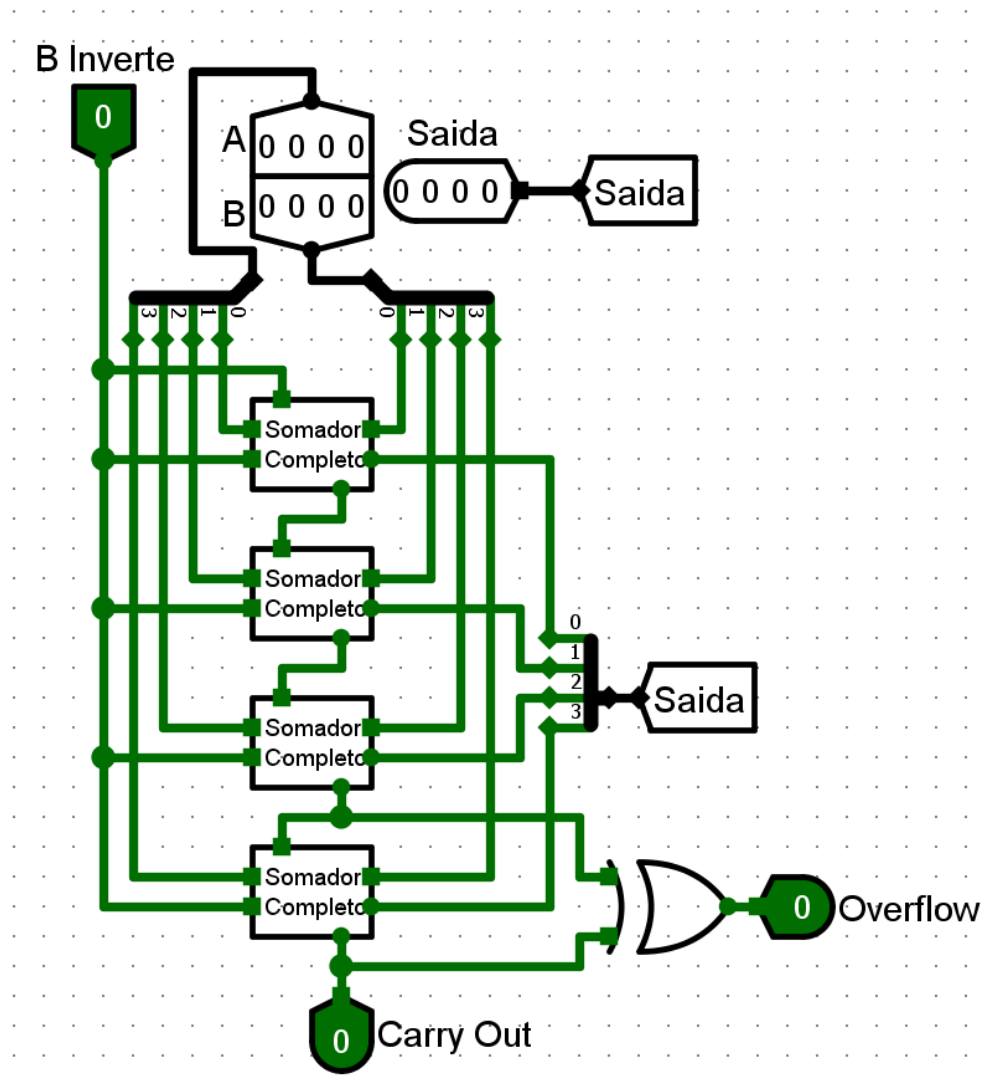 B Inverte
0
A
0 0 0 0
B
0 0 0 0
Saida
0 0 0 0
Saida
3 2 1 0
0 1 2 3
Somador
Completo
Somador
Completo
Somador
Completo
Somador
Completo
0
1
2
3
Saida
0
Overflow
0
Carry Out